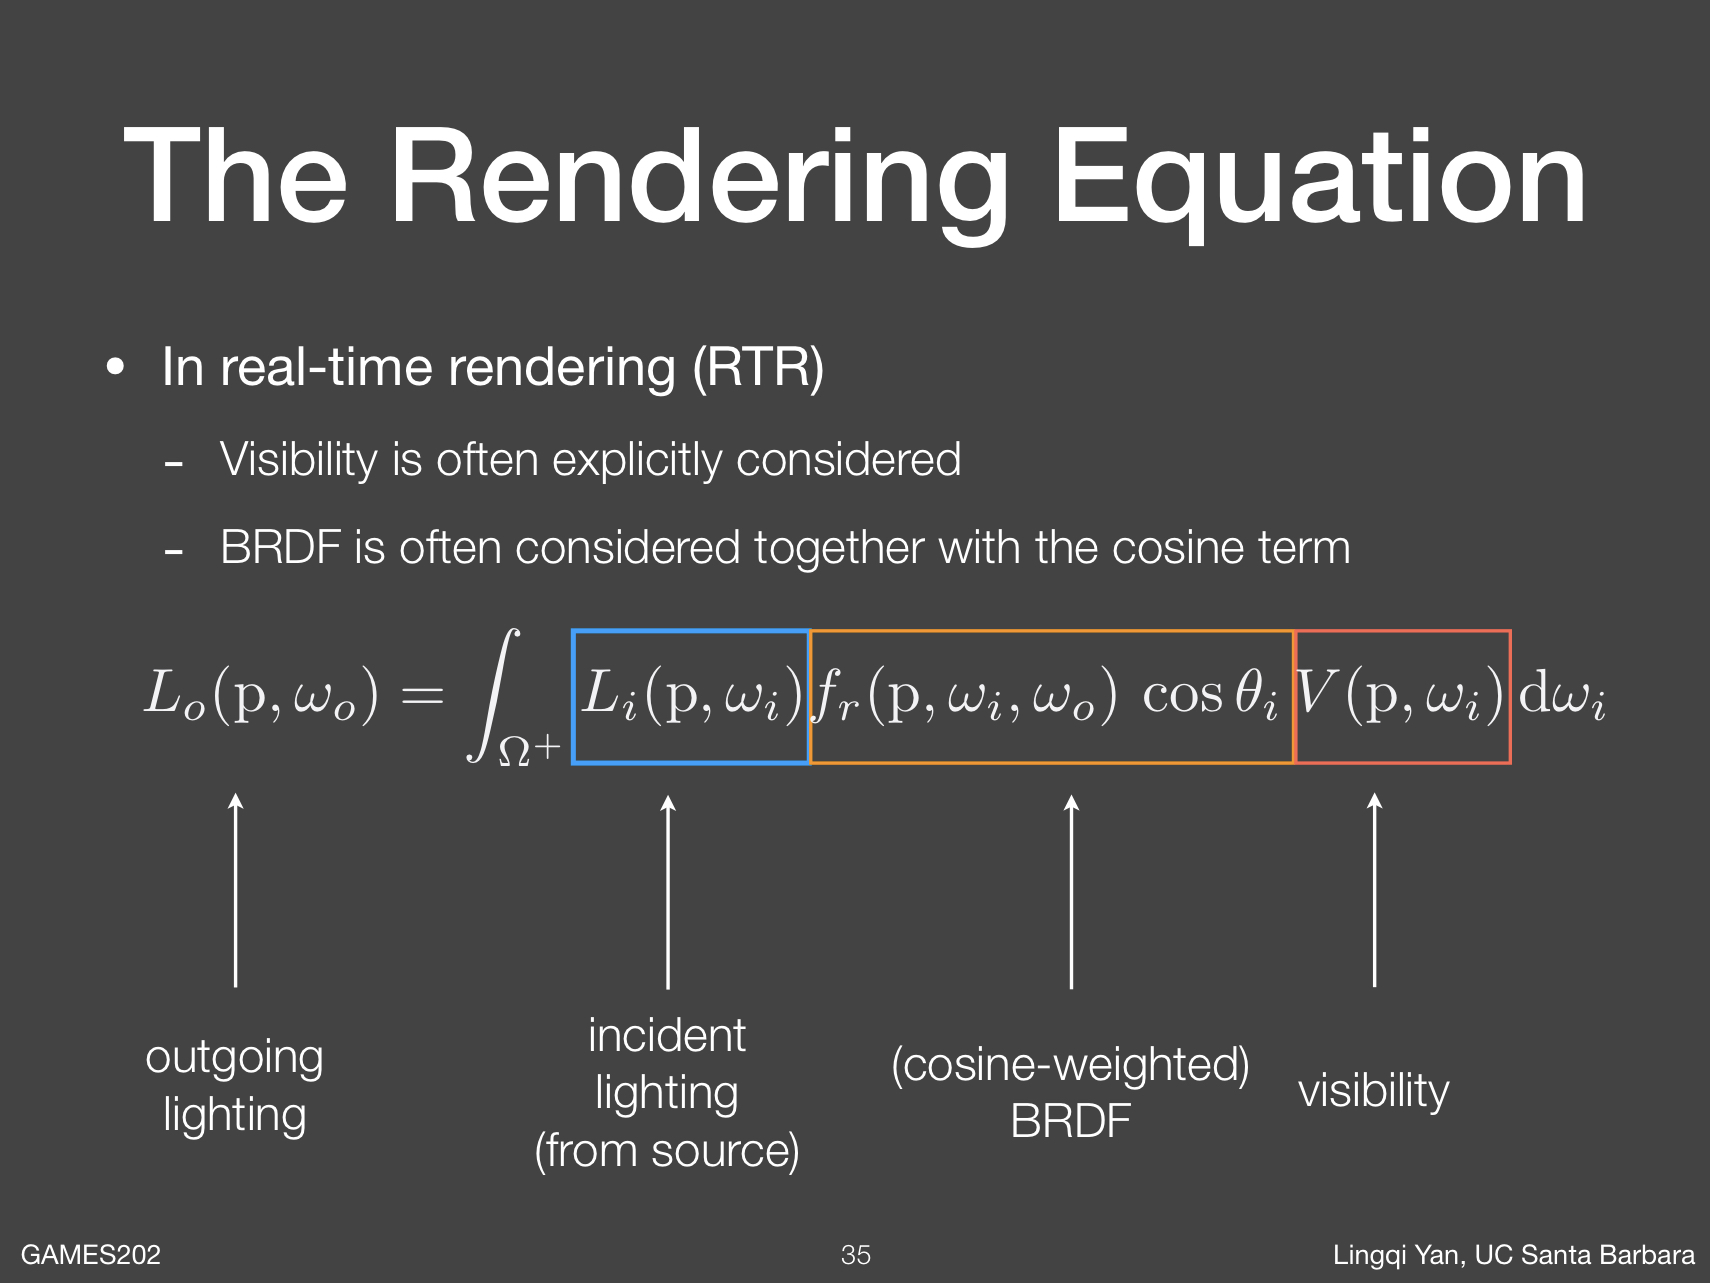 The Rendering Equation
• In real-time rendering (RTR)
- Visibility is often explicitly considered
- BRDF is often considered together with the cosine term
$L_o(\mathrm{p}, \omega_o) = \int_{\Omega^+} L_i(\mathrm{p}, \omega_i) f_r(\mathrm{p}, \omega_i, \omega_o) \cos\theta_i V(\mathrm{p}, \omega_i) \, \mathrm{d}\omega_i$
outgoing
lighting
incident
lighting
(from source)
(cosine-weighted)
BRDF
visibility
GAMES202
35
Lingqi Yan, UC Santa Barbara